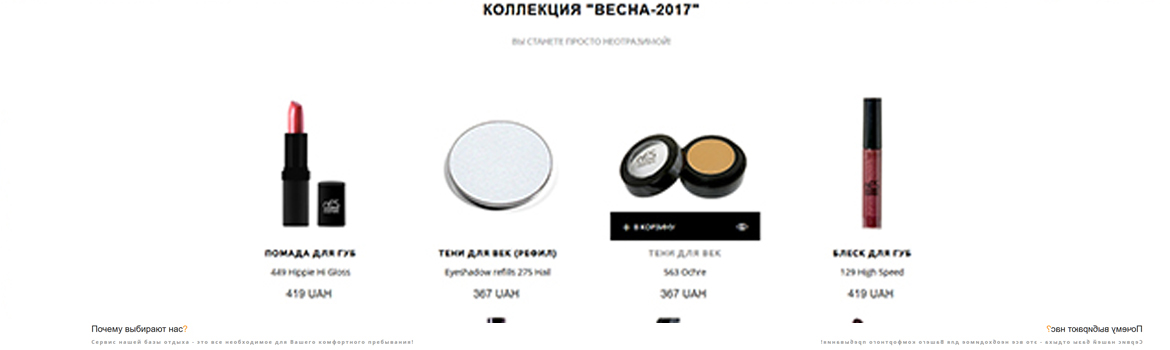 КОЛЛЕКЦИЯ "ВЕСНА-2017"
ВЫ СТАНЕТЕ ПРОСТО НЕОТРАЗИМОЙ!
+ В КОРЗИНУ
ПОМАДА ДЛЯ ГУБ
449 Hippie Hi Gloss
419 UAH
ТЕНИ ДЛЯ ВЕК (РЕФИЛ)
Eyeshadow refills 275 Hail
367 UAH
ТЕНИ ДЛЯ ВЕК
563 Ochre
367 UAH
БЛЕСК ДЛЯ ГУБ
129 High Speed
419 UAH
Почему выбирают нас?
Сервис нашей базы отдыха - это все необходимое для Вашего комфортного пребывания!
Почему выбирают нас?
Сервис нашей базы отдыха - это все необходимое для Вашего комфортного пребывания!